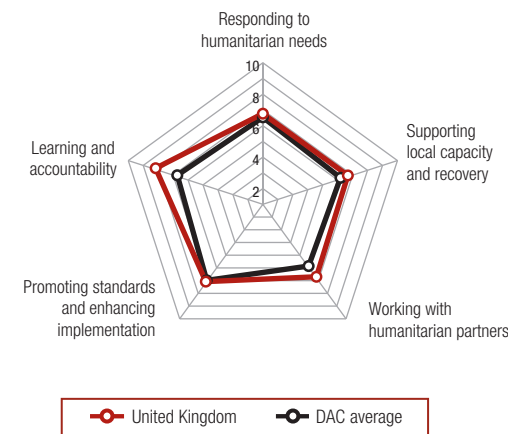 Responding to
humanitarian needs
10
8
6
4
2
Learning and
accountability
Supporting
local capacity
and recovery
Promoting standards
and enhancing
implementation
Working with
humanitarian partners
United Kingdom
DAC average